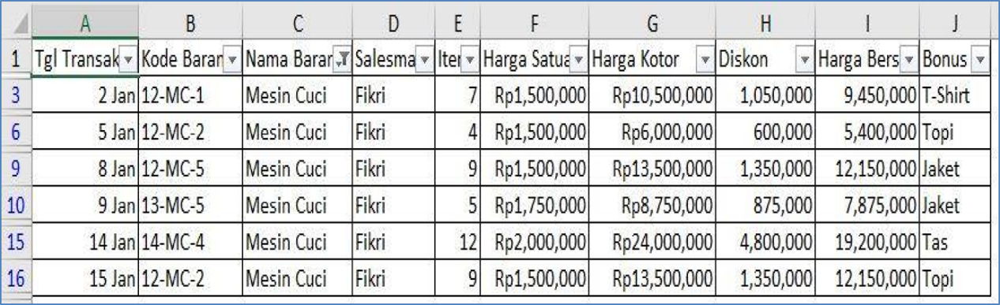 A B C D E F G H I J
1 Tgl Transak Kode Baran Nama Barar Salesma Iter Harga Satua Harga Kotor Diskon Harga Bers Bonus
3 2 Jan 12-MC-1 Mesin Cuci Fikri 7 Rp1,500,000 Rp10,500,000 1,050,000 9,450,000 T-Shirt
6 5 Jan 12-MC-2 Mesin Cuci Fikri 4 Rp1,500,000 Rp6,000,000 600,000 5,400,000 Topi
9 8 Jan 12-MC-5 Mesin Cuci Fikri 9 Rp1,500,000 Rp13,500,000 1,350,000 12,150,000 Jaket
10 9 Jan 13-MC-5 Mesin Cuci Fikri 5 Rp1,750,000 Rp8,750,000 875,000 7,875,000 Jaket
15 14 Jan 14-MC-4 Mesin Cuci Fikri 12 Rp2,000,000 Rp24,000,000 4,800,000 19,200,000 Tas
16 15 Jan 12-MC-2 Mesin Cuci Fikri 9 Rp1,500,000 Rp13,500,000 1,350,000 12,150,000 Topi